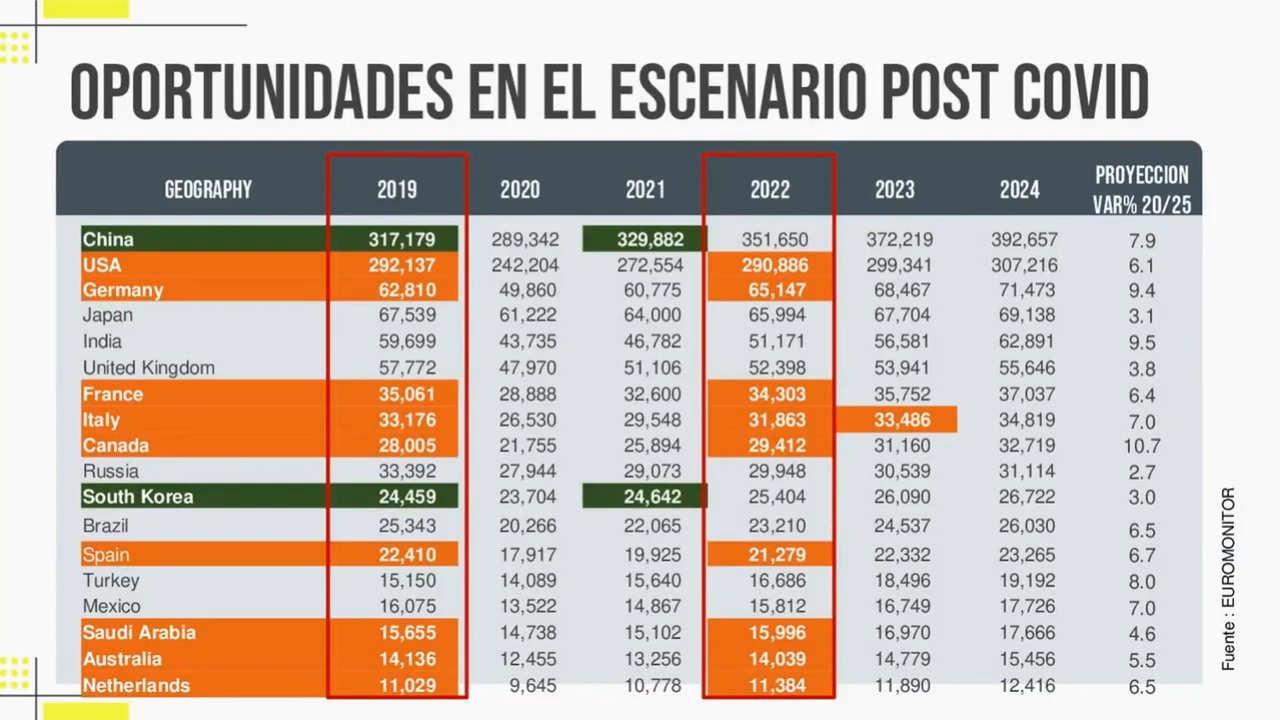 OPORTUNIDADES EN EL ESCENARIO POST COVID
GEOGRAPHY 2019 2020 2021 2022 2023 2024 PROYECCION VAR% 20/25
China 317,179 289,342 329,882 351,650 372,219 392,657 7.9
USA 292,137 242,204 272,554 290,886 299,341 307,216 6.1
Germany 62,810 49,860 60,775 65,147 68,467 71,473 9.4
Japan 67,539 61,222 64,000 65,994 67,704 69,138 3.1
India 59,699 43,735 46,782 51,171 56,581 62,891 9.5
United Kingdom 57,772 47,970 51,106 52,398 53,941 55,646 3.8
France 35,061 28,888 32,600 34,303 35,752 37,037 6.4
Italy 33,176 26,530 29,548 31,863 33,486 34,819 7.0
Canada 28,005 21,755 25,894 29,412 31,160 32,719 10.7
Russia 33,392 27,944 29,073 29,948 30,539 31,114 2.7
South Korea 24,459 23,704 24,642 25,404 26,090 26,722 3.0
Brazil 25,343 20,266 22,065 23,210 24,537 26,030 6.5
Spain 22,410 17,917 19,925 21,279 22,332 23,265 6.7
Turkey 15,150 14,089 15,640 16,686 18,496 19,192 8.0
Mexico 16,075 13,522 14,867 15,812 16,749 17,726 7.0
Saudi Arabia 15,655 14,738 15,102 15,996 16,970 17,666 4.6
Australia 14,136 12,455 13,256 14,039 14,779 15,456 5.5
Netherlands 11,029 9,645 10,778 11,384 11,890 12,416 6.5
Fuente : EUROMONITOR